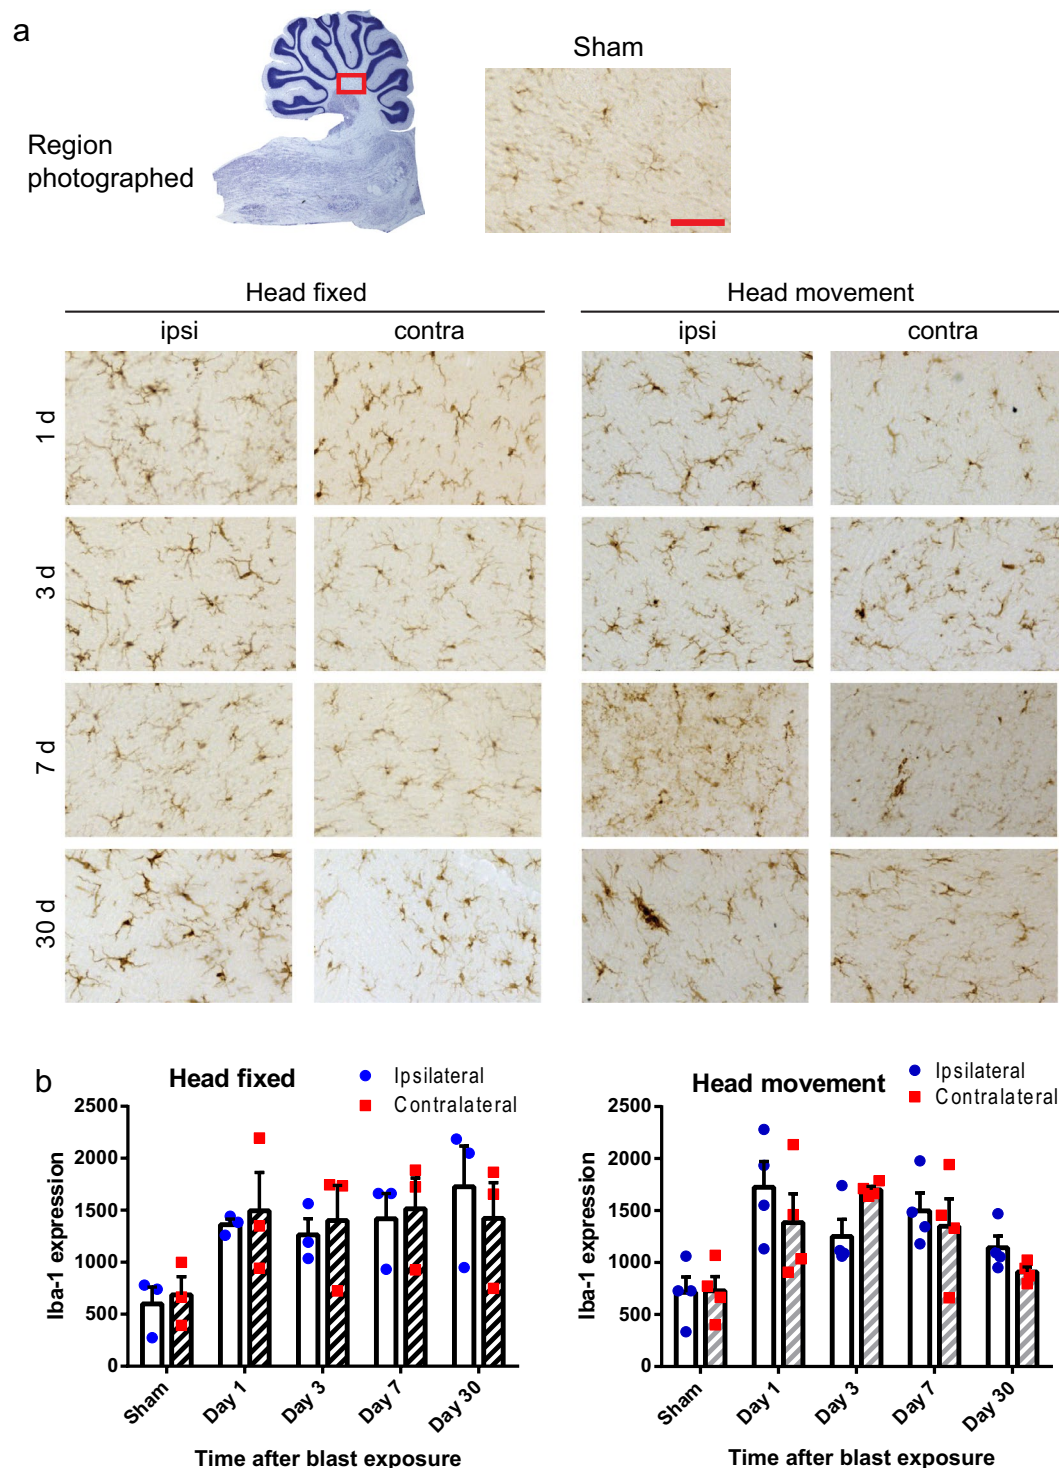 a
Sham
Region
photographed
Head fixed
Head movement
ipsi
contra
ipsi
contra
1 d
3 d
7 d
30 d
b
Head fixed
Ipsilateral
Contralateral
2500
2000
1500
1000
500
0
Iba-1 expression
Sham
Day 1
Day 3
Day 7
Day 30
Time after blast exposure
Head movement
Ipsilateral
Contralateral
2500
2000
1500
1000
500
0
Iba-1 expression
Sham
Day 1
Day 3
Day 7
Day 30
Time after blast exposure